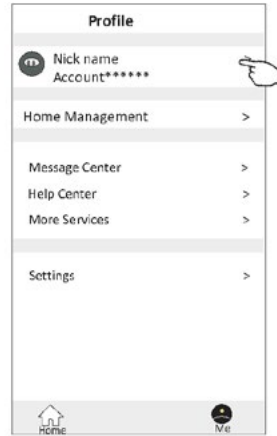 Profile
Nick name
Account******
Home Management >
Message Center >
Help Center >
More Services >
Settings >
Home
Me